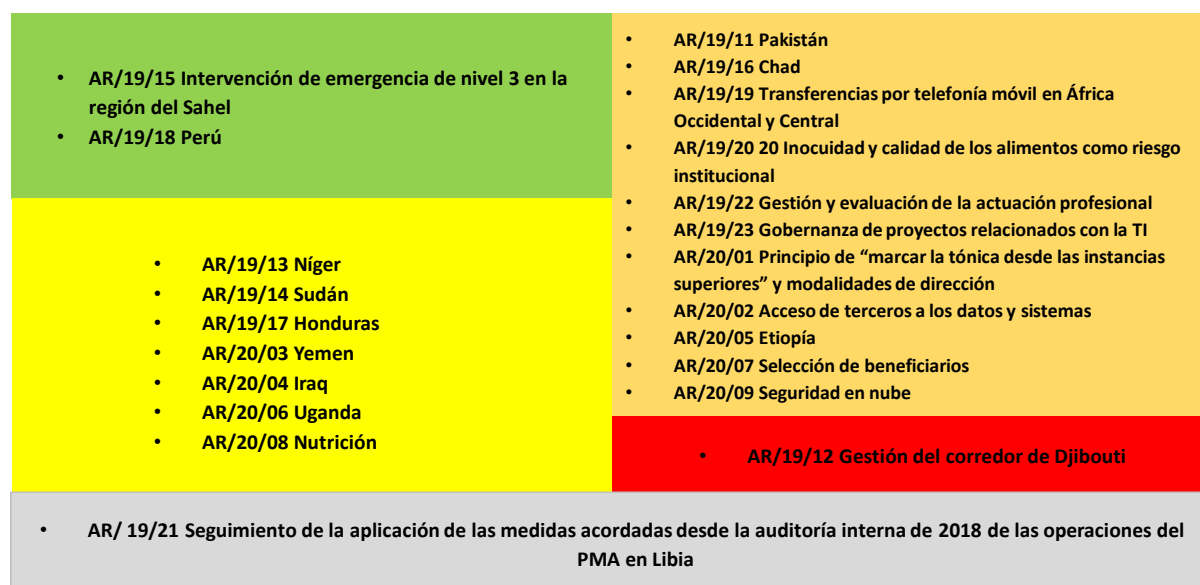 • AR/19/15 Intervención de emergencia de nivel 3 en la
región del Sahel
• AR/19/18 Perú
• AR/19/13 Níger
• AR/19/14 Sudán
• AR/19/17 Honduras
• AR/20/03 Yemen
• AR/20/04 Iraq
• AR/20/06 Uganda
• AR/20/08 Nutrición
• AR/19/11 Pakistán
• AR/19/16 Chad
• AR/19/19 Transferencias por telefonía móvil en África
Occidental y Central
• AR/19/20 20 Inocuidad y calidad de los alimentos como riesgo
institucional
• AR/19/22 Gestión y evaluación de la actuación profesional
• AR/19/23 Gobernanza de proyectos relacionados con la TI
• AR/20/01 Principio de “marcar la tónica desde las instancias
superiores” y modalidades de dirección
• AR/20/02 Acceso de terceros a los datos y sistemas
• AR/20/05 Etiopía
• AR/20/07 Selección de beneficiarios
• AR/20/09 Seguridad en nube
• AR/19/12 Gestión del corredor de Djibouti
• AR/ 19/21 Seguimiento de la aplicación de las medidas acordadas desde la auditoría interna de 2018 de las operaciones del
PMA en Libia